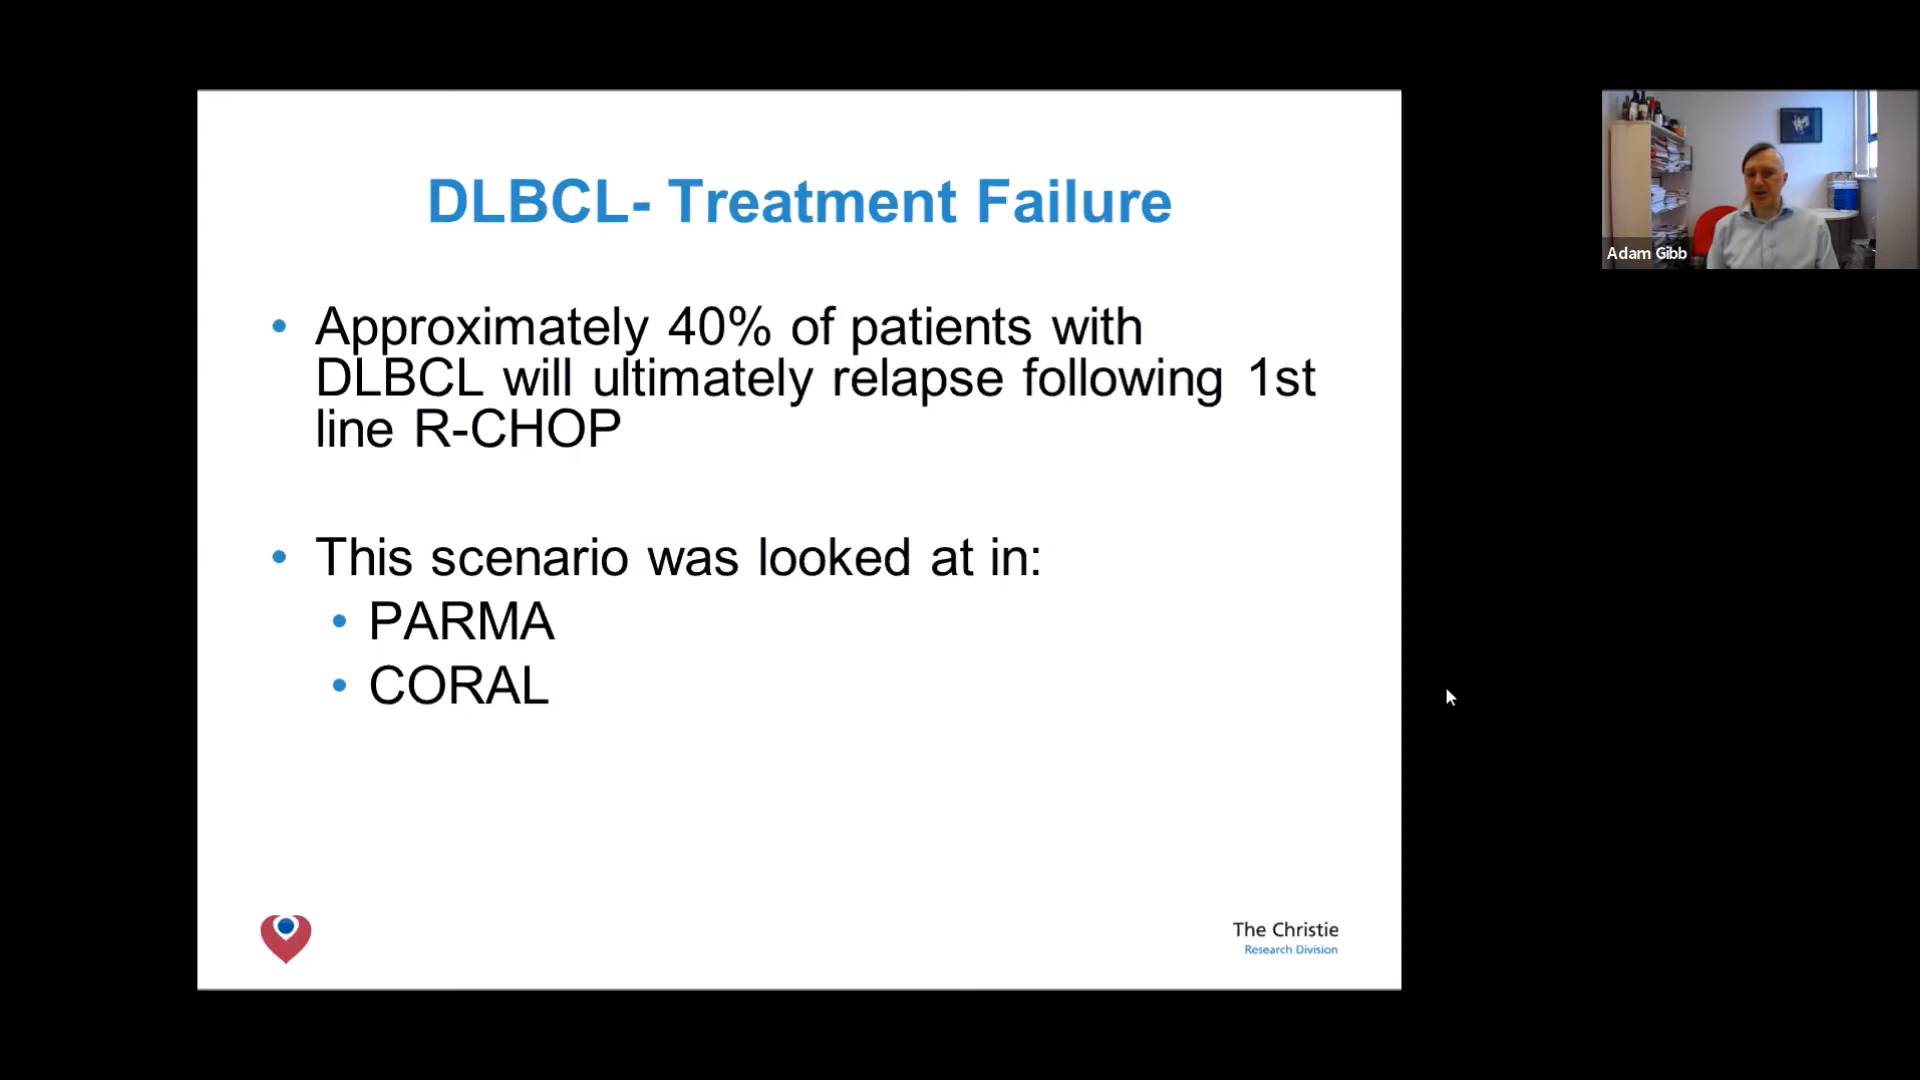 DLBCL- Treatment Failure
• Approximately 40% of patients with
DLBCL will ultimately relapse following 1st
line R-CHOP
• This scenario was looked at in:
• PARMA
• CORAL
The Christie
Research Division
Adam Gibb